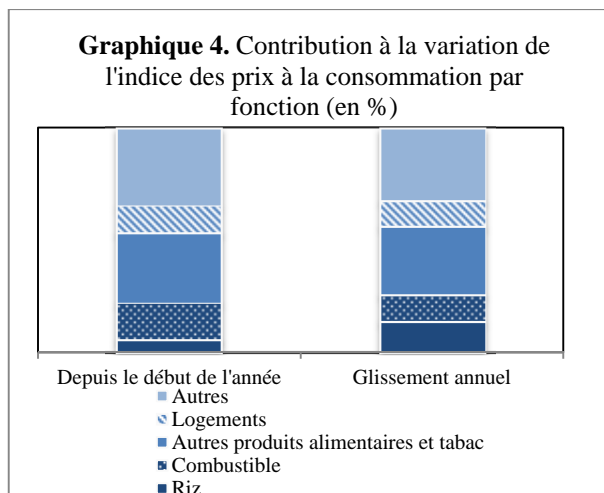 Graphique 4. Contribution à la variation de
l'indice des prix à la consommation par
fonction (en %)
Depuis le début de l'année
Glissement annuel
Autres
Logements
Autres produits alimentaires et tabac
Combustible
Riz